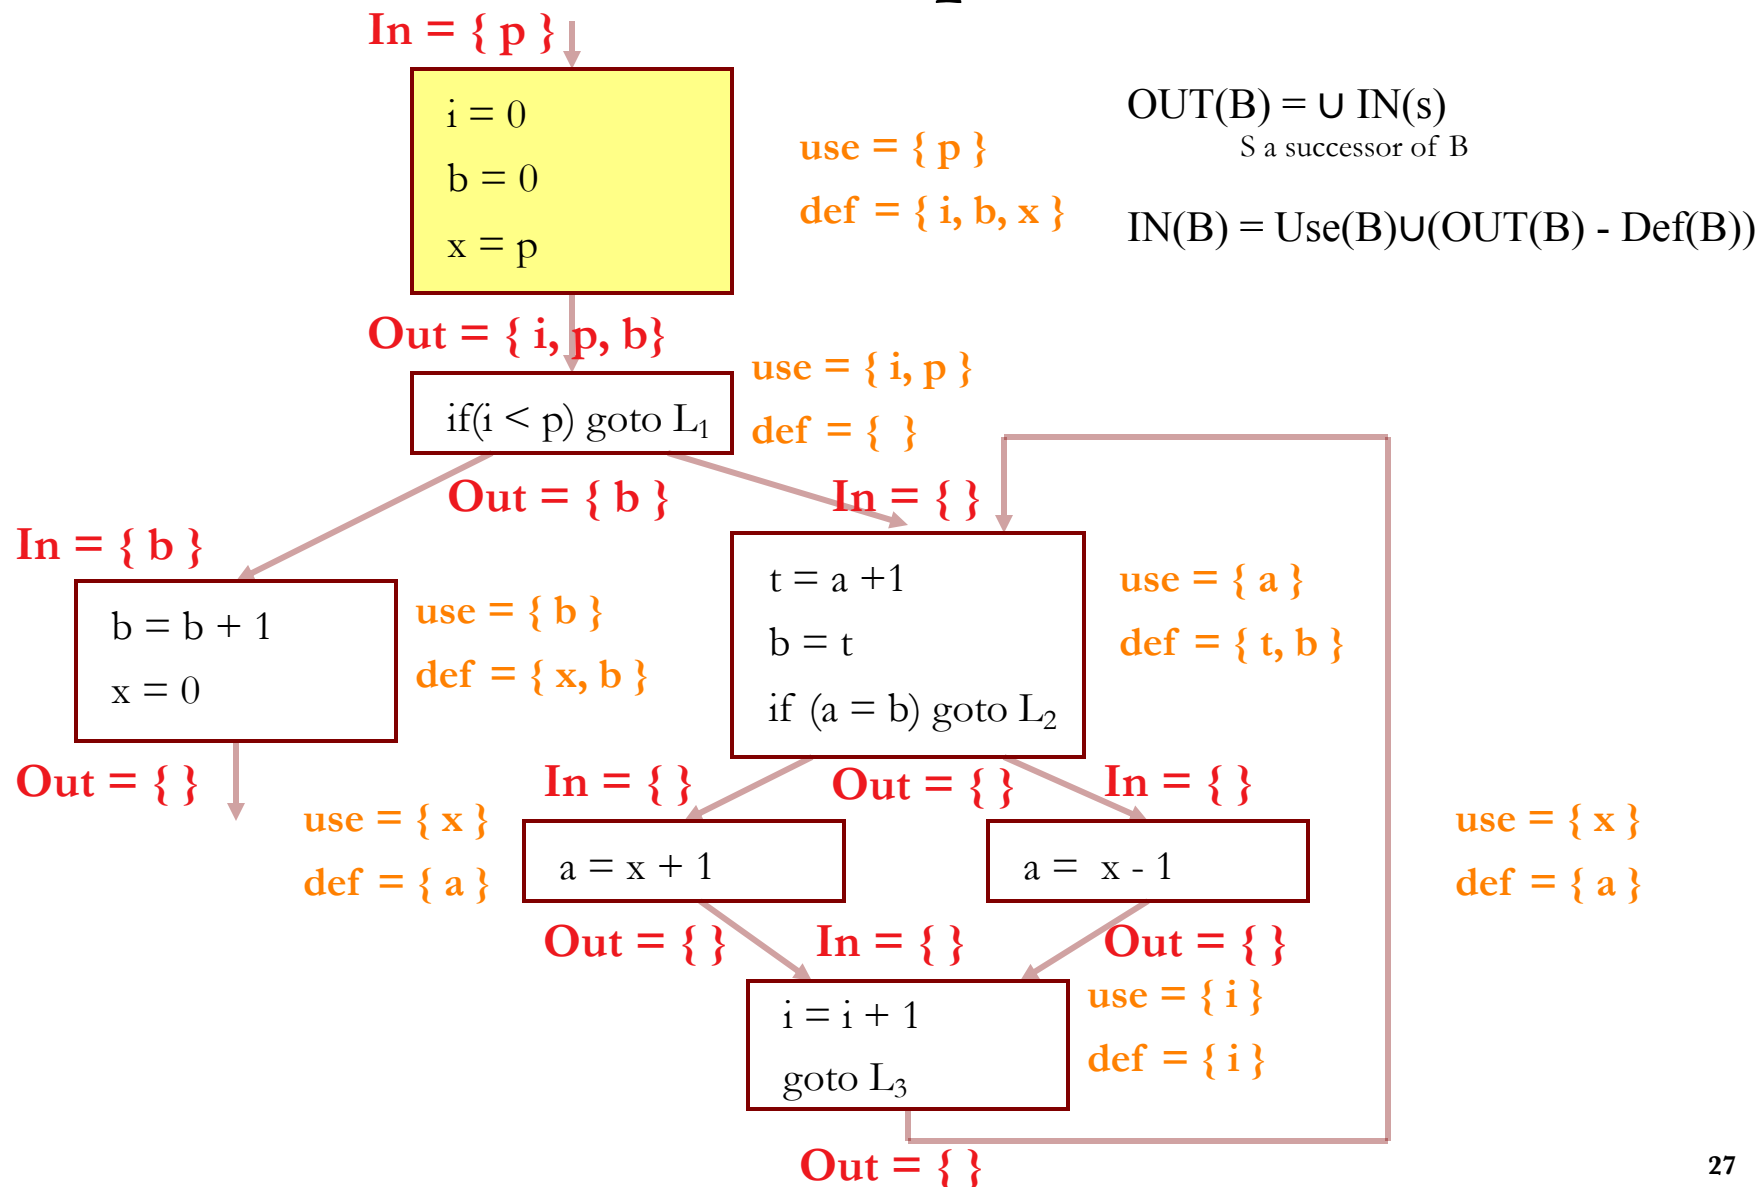 In = { p }
i = 0
b = 0
x = p
use = { p }
def = { i, b, x }
OUT(B) = ∪ IN(s)
S a successor of B
IN(B) = Use(B)∪(OUT(B) - Def(B))
Out = { i, p, b}
if(i < p) goto L₁
use = { i, p }
def = { }
Out = { b }
In = { }
In = { b }
b = b + 1
x = 0
use = { b }
def = { x, b }
t = a +1
b = t
if (a = b) goto L₂
use = { a }
def = { t, b }
Out = { }
In = { }
Out = { }
In = { }
use = { x }
def = { a }
a = x + 1
a = x - 1
use = { x }
def = { a }
Out = { }
In = { }
Out = { }
i = i + 1
goto L₃
use = { i }
def = { i }
Out = { }
27